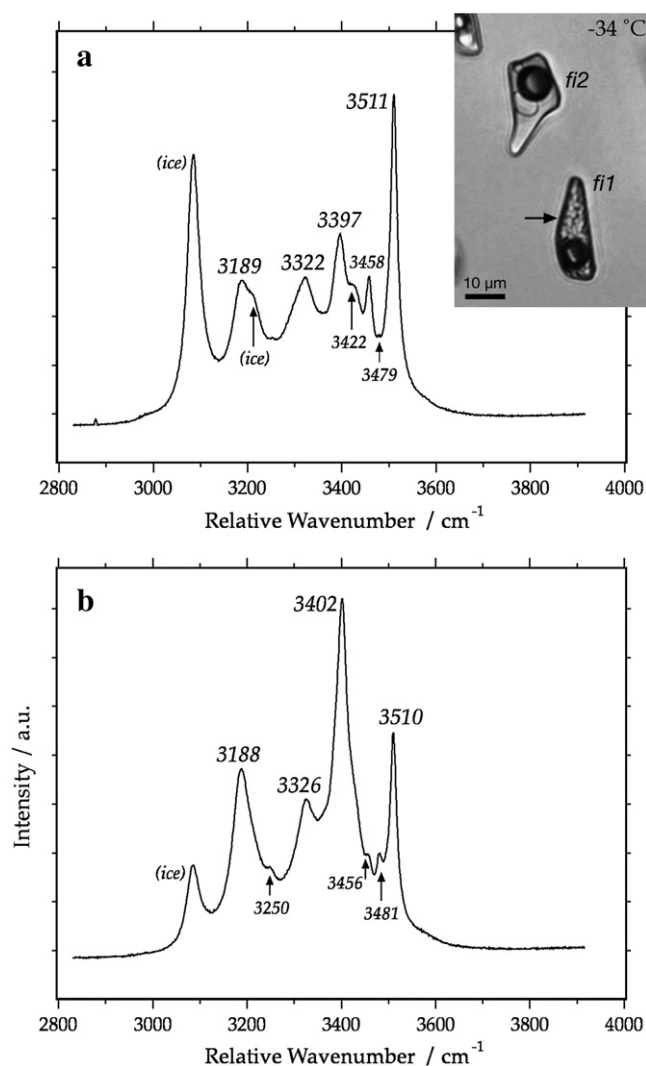 a
-34 °C
fi2
fi1
10 µm
(ice)
3189
(ice)
3322
3397
3422
3458
3479
3511
2800 3000 3200 3400 3600 3800 4000
Relative Wavenumber / cm-1
b
Intensity / a.u.
(ice)
3188
3250
3326
3402
3456
3481
3510
2800 3000 3200 3400 3600 3800 4000
Relative Wavenumber / cm-1